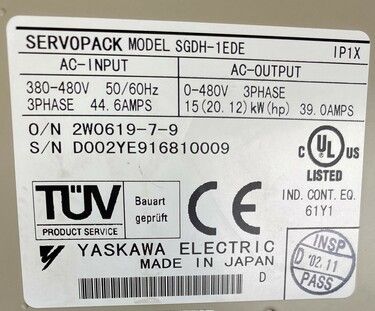 SERVOPACK MODEL SGDH-1EDE IP1X
AC-INPUT AC-OUTPUT
380-480V 50/60Hz 0-480V 3PHASE
3PHASE 44.6AMPS 15(20.12)kW(hp) 39.0AMPS
O/N 2W0619-7-9
S/N D002YE916810009
C UL US
LISTED
IND. CONT. EQ.
61Y1
TÜV
PRODUCT SERVICE
Bauart
geprüft
CE
YASKAWA ELECTRIC
MADE IN JAPAN
D
INSP
D '02.11
PASS